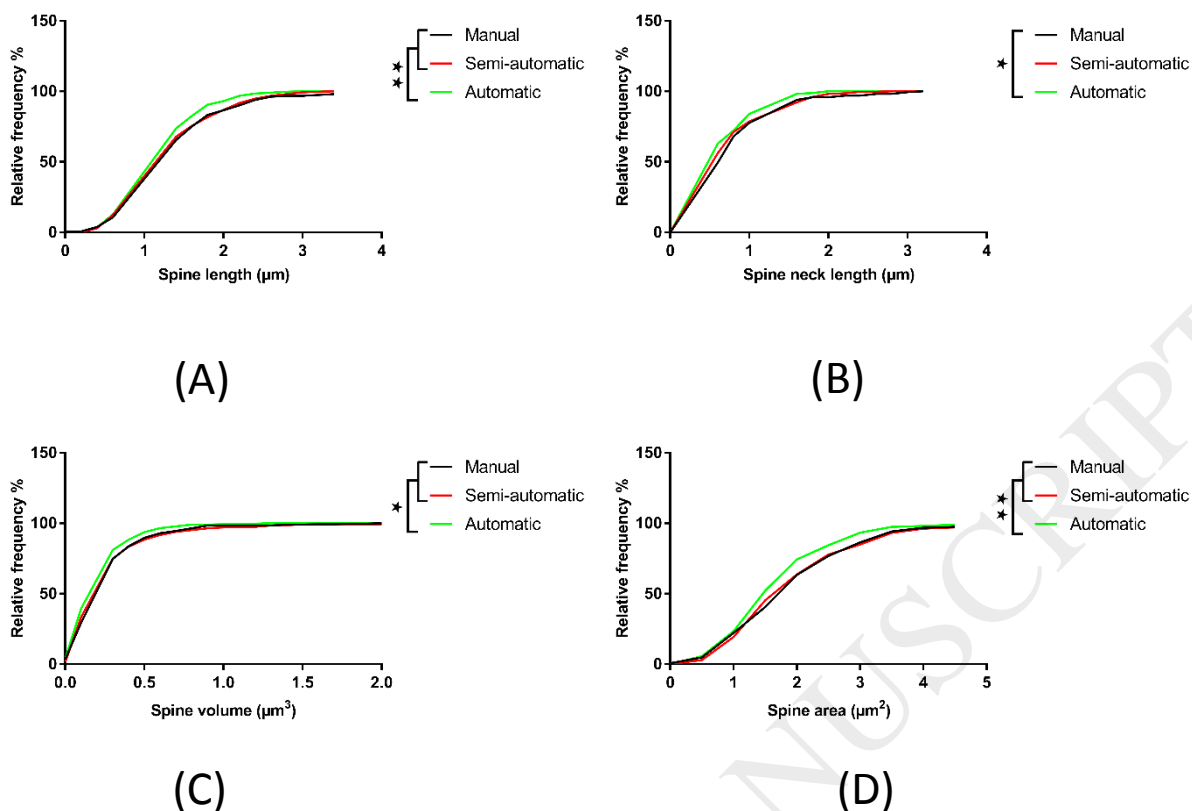 150
100
50
0
Relative frequency %
0
1
2
3
4
Spine length (µm)
Manual
Semi-automatic
Automatic
★★
(A)
150
100
50
0
Relative frequency %
0
1
2
3
4
Spine neck length (µm)
Manual
Semi-automatic
Automatic
★
(B)
150
100
50
0
Relative frequency %
0.0
0.5
1.0
1.5
2.0
Spine volume (µm³)
Manual
Semi-automatic
Automatic
★
(C)
150
100
50
0
Relative frequency %
0
1
2
3
4
5
Spine area (µm²)
Manual
Semi-automatic
Automatic
★★
(D)
NUSCRIPT